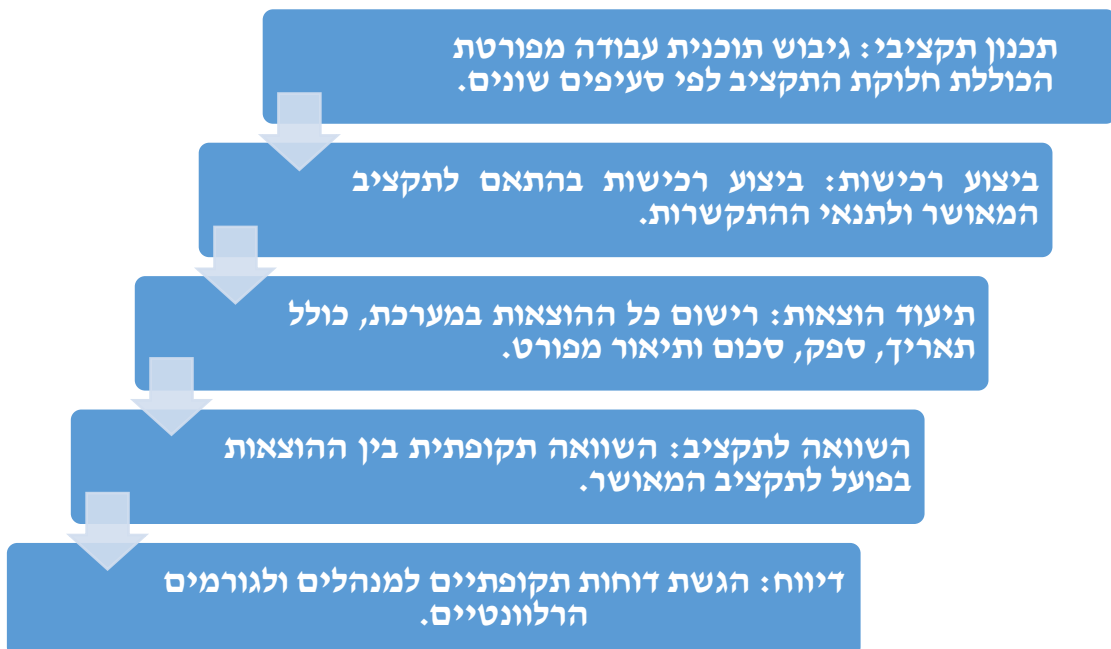 תכנון תקציבי: גיבוש תוכנית עבודה מפורטת
הכוללת חלוקת התקציב לפי סעיפים שונים.
ביצוע רכישות: ביצוע רכישות בהתאם לתקציב
המאושר ולתנאי ההתקשרות.
תיעוד הוצאות: רישום כל ההוצאות במערכת, כולל
תאריך, ספק, סכום ותיאור מפורט.
השוואה לתקציב: השוואה תקופתית בין ההוצאות
בפועל לתקציב המאושר.
דיווח: הגשת דוחות תקופתיים למנהלים ולגורמים
הרלוונטיים.